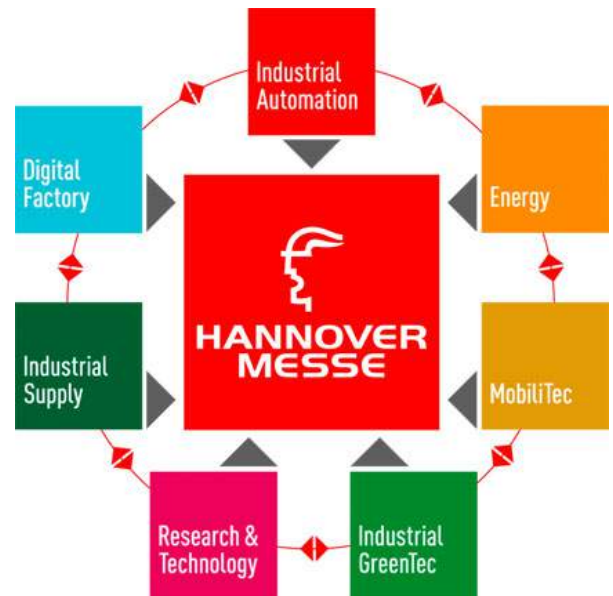 Industrial
Automation
Digital
Factory
Energy
HANNOVER
MESSE
Industrial
Supply
MobiliTec
Research &
Technology
Industrial
GreenTec